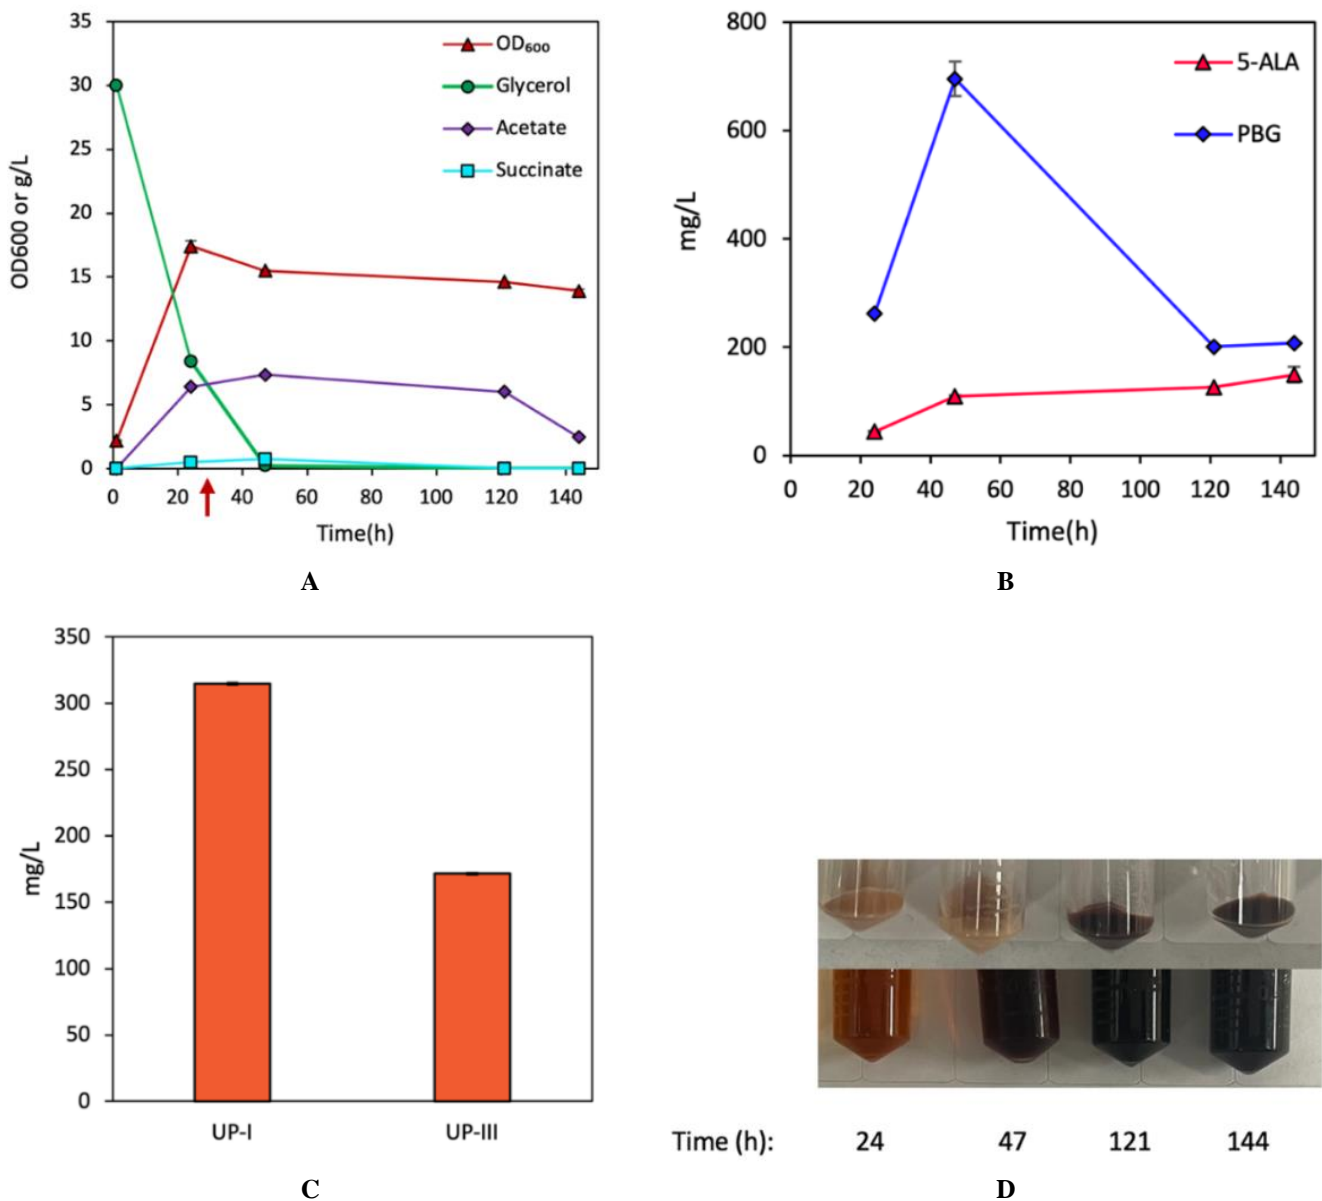 35
30
25
20
15
10
5
0
OD600 or g/L
OD₆₀₀
Glycerol
Acetate
Succinate
0 20 40 60 80 100 120 140
Time(h)
A
800
600
400
200
0
mg/L
5-ALA
PBG
0 20 40 60 80 100 120 140
Time(h)
B
350
300
250
200
150
100
50
0
mg/L
UP-I UP-III
C
Time (h): 24 47 121 144
D